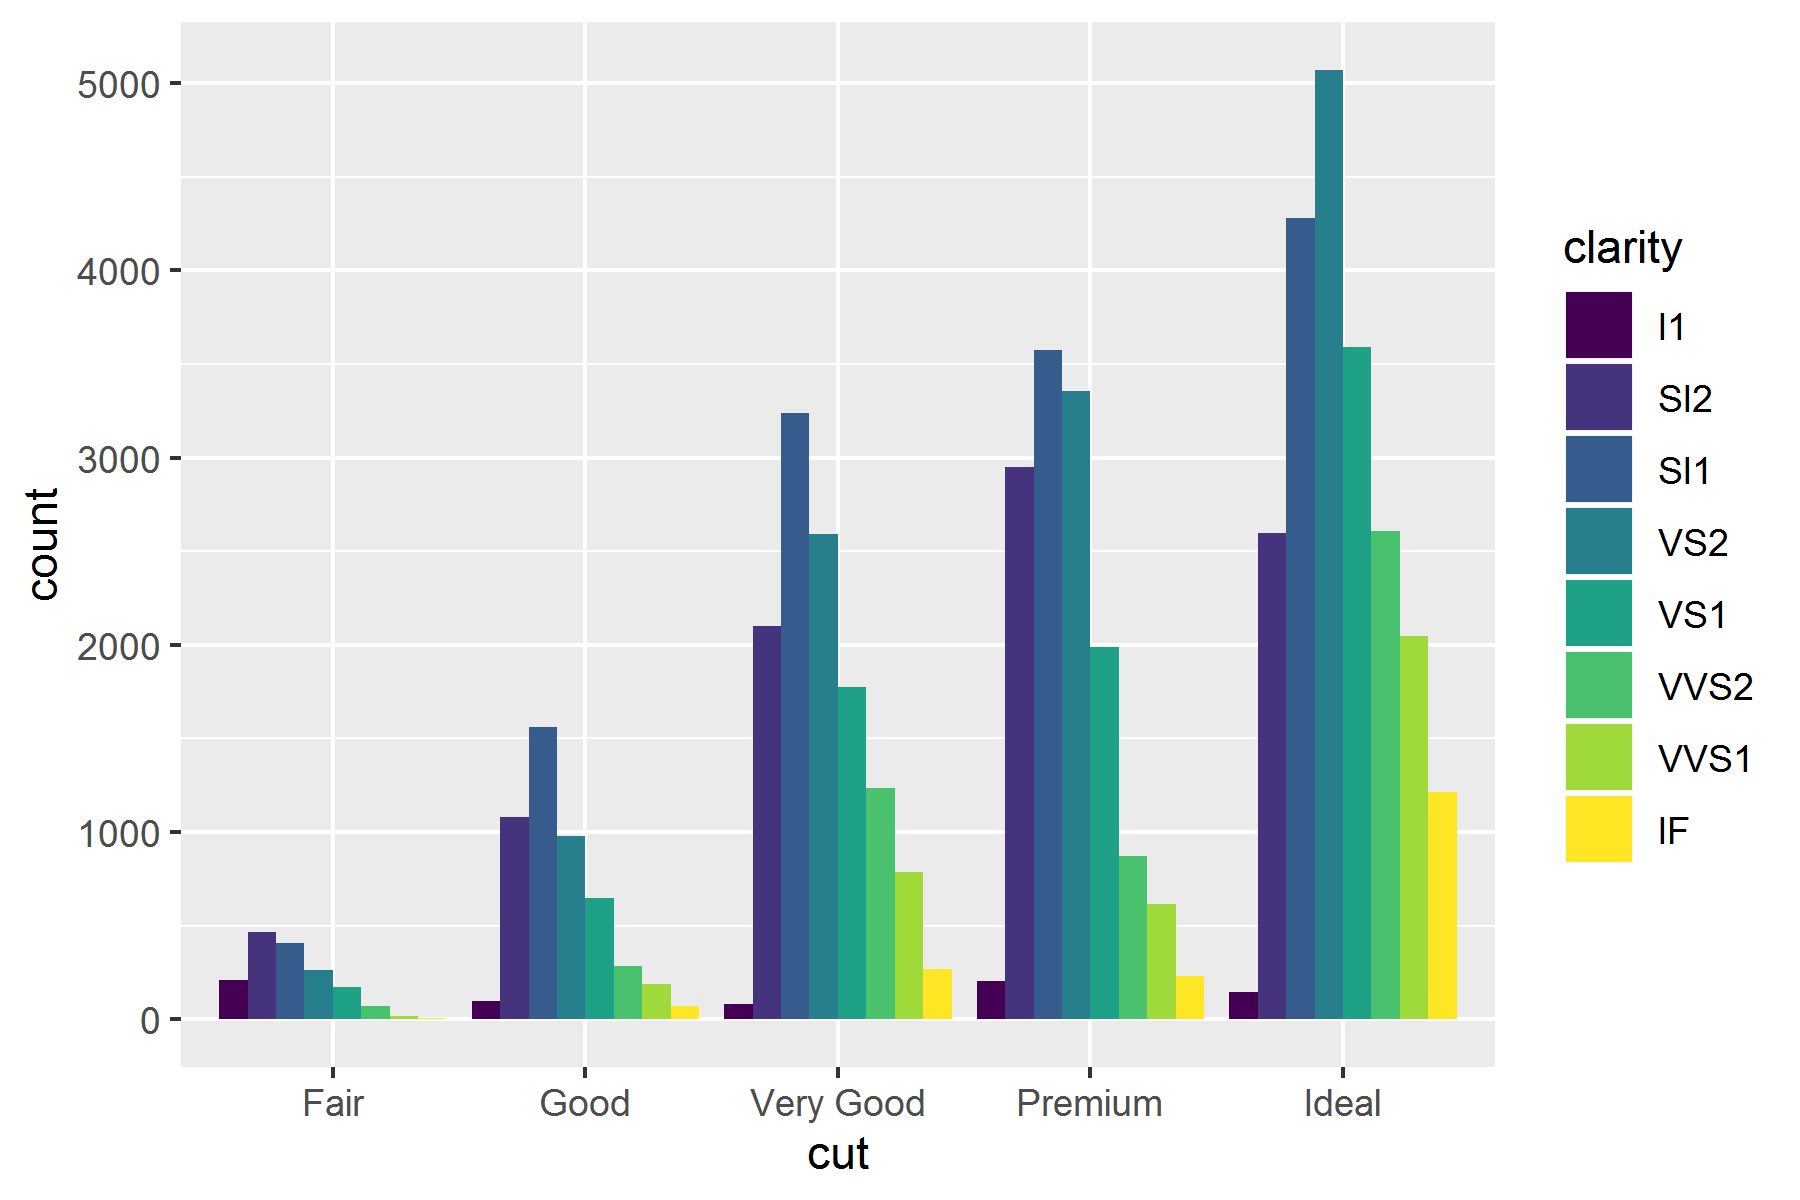 5000
4000
3000
2000
1000
0
count
Fair Good Very Good Premium Ideal
cut
clarity
I1
SI2
SI1
VS2
VS1
VVS2
VVS1
IF